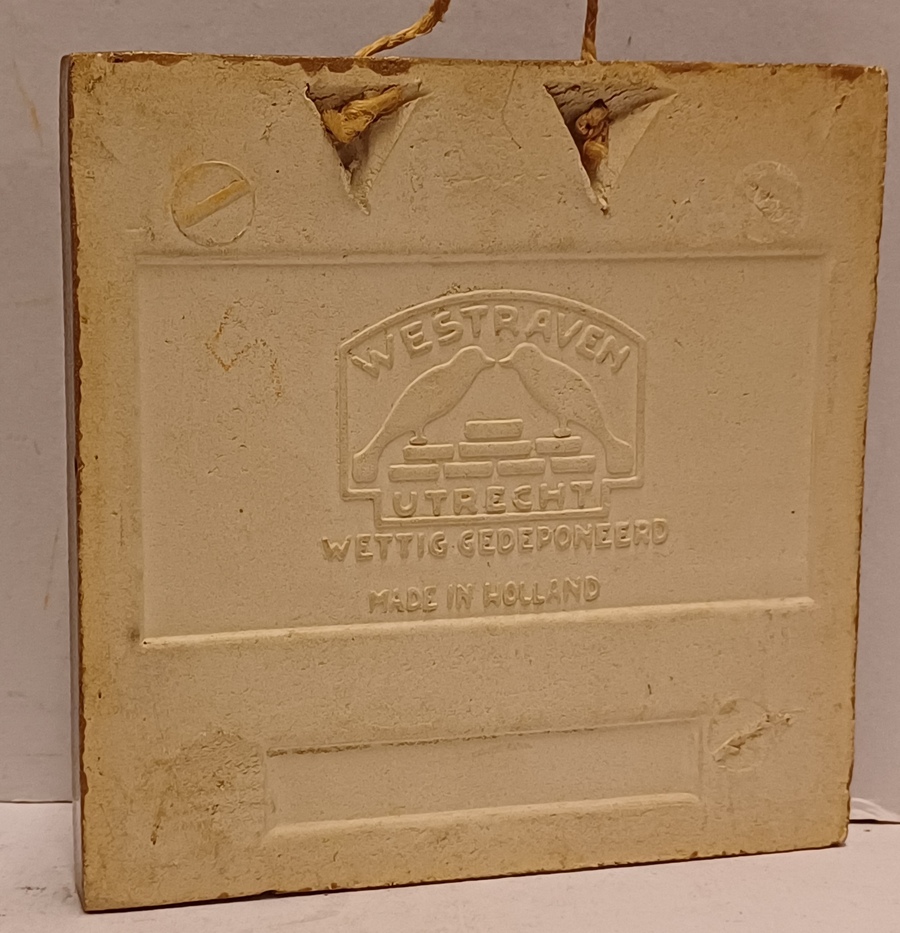 WESTRAVEN
UTRECHT
WETTIG·GEDEPONEERD
MADE IN HOLLAND